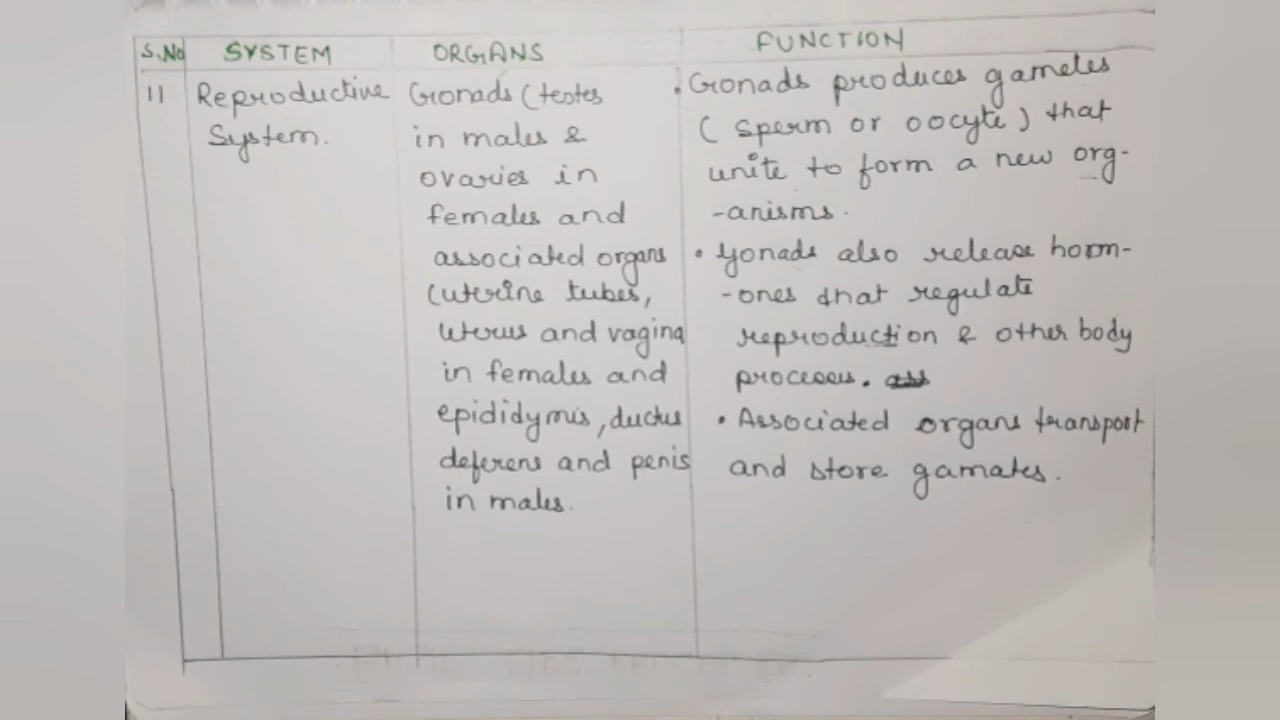 S.No SYSTEM ORGANS FUNCTION
11 Reproductive System.
Gonads (testes
in males &
ovaries in
females and
associated organs
(uterine tubes,
uterus and vagina
in females and
epididymis, ductus
deferens and penis
in males.
• Gonads produces gametes
( sperm or oocyte) that
unite to form a new org-
-anisms.
• gonads also release horm-
-ones that regulate
reproduction & other body
processes.
• Associated organs transport
and store gamates.